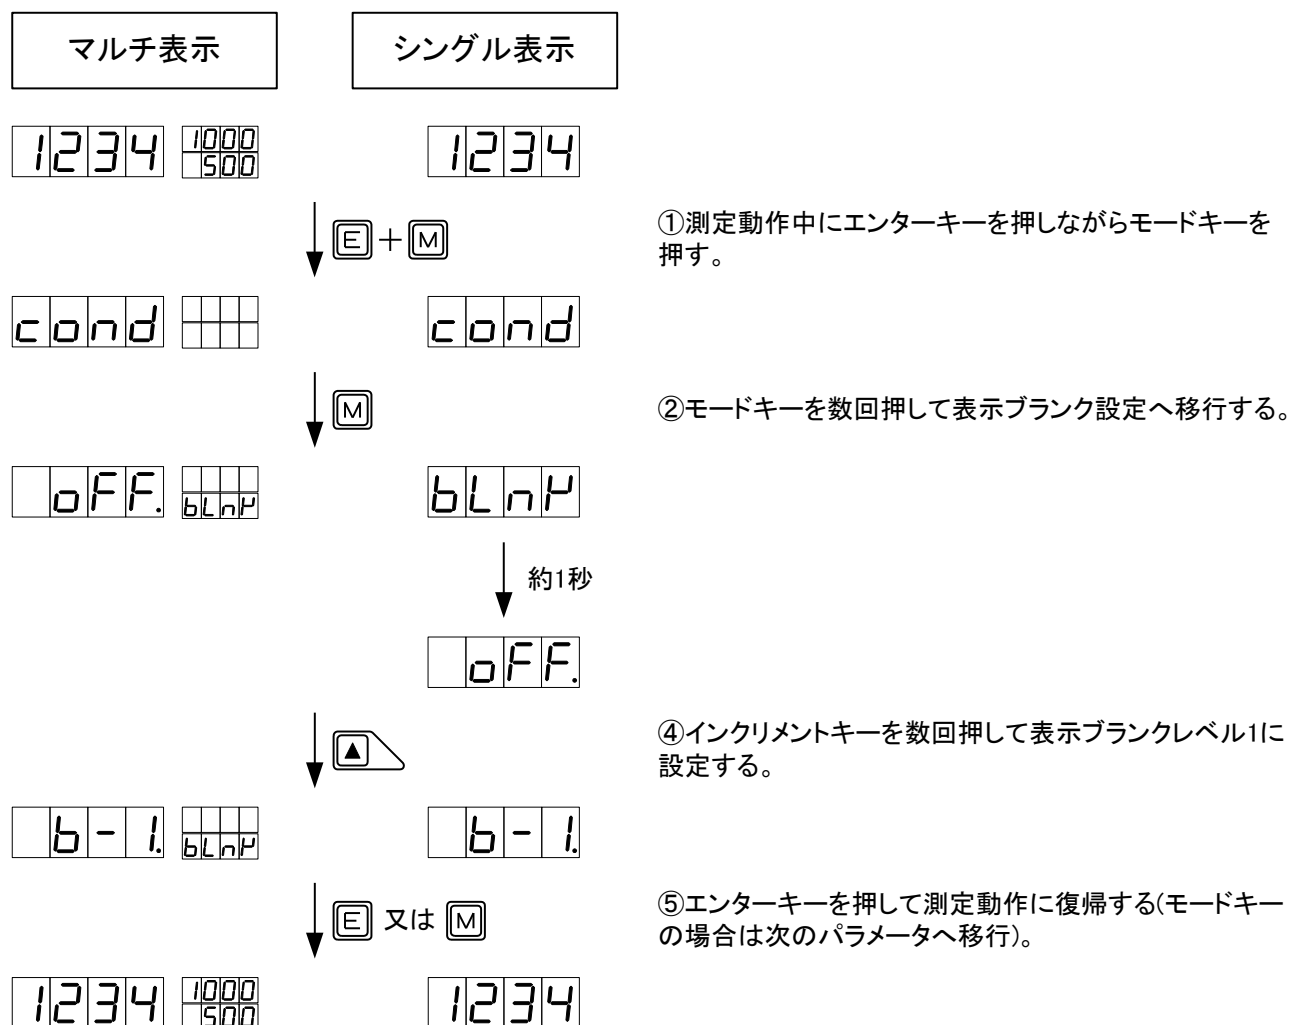 マルチ表示 シングル表示
1234 1000 1234
500
E+M
①測定動作中にエンターキーを押しながらモードキーを
押す。
cond cond
M
②モードキーを数回押して表示ブランク設定へ移行する。
oFF. bLnk bLnk
約1秒
oFF.
▲
④インクリメントキーを数回押して表示ブランクレベル1に
設定する。
b-1. bLnk b-1.
E 又は M
⑤エンターキーを押して測定動作に復帰する(モードキー
の場合は次のパラメータへ移行)。
1234 1000 1234
500